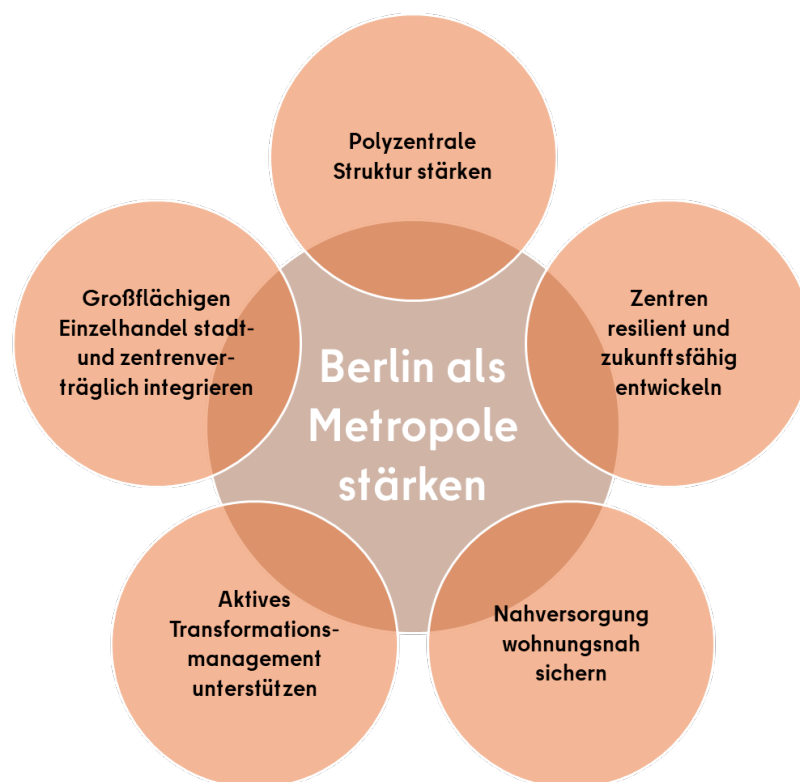 Polyzentrale
Struktur stärken
Großflächigen
Einzelhandel stadt-
und zentrenver-
träglich integrieren
Zentren
resilient und
zukunftsfähig
entwickeln
Berlin als
Metropole
stärken
Aktives
Transformations-
management
unterstützen
Nahversorgung
wohnungsnah
sichern